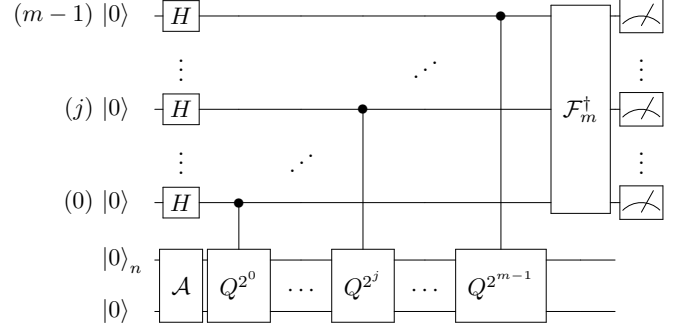 (m − 1) |0⟩ H
⋮ ⋰ ⋮
(j) |0⟩ H ℱ†ₘ
⋮ ⋰ ⋮
(0) |0⟩ H
|0⟩ₙ
𝒜 Q^{2^0} ⋯ Q^{2^j} ⋯ Q^{2^{m−1}}
|0⟩